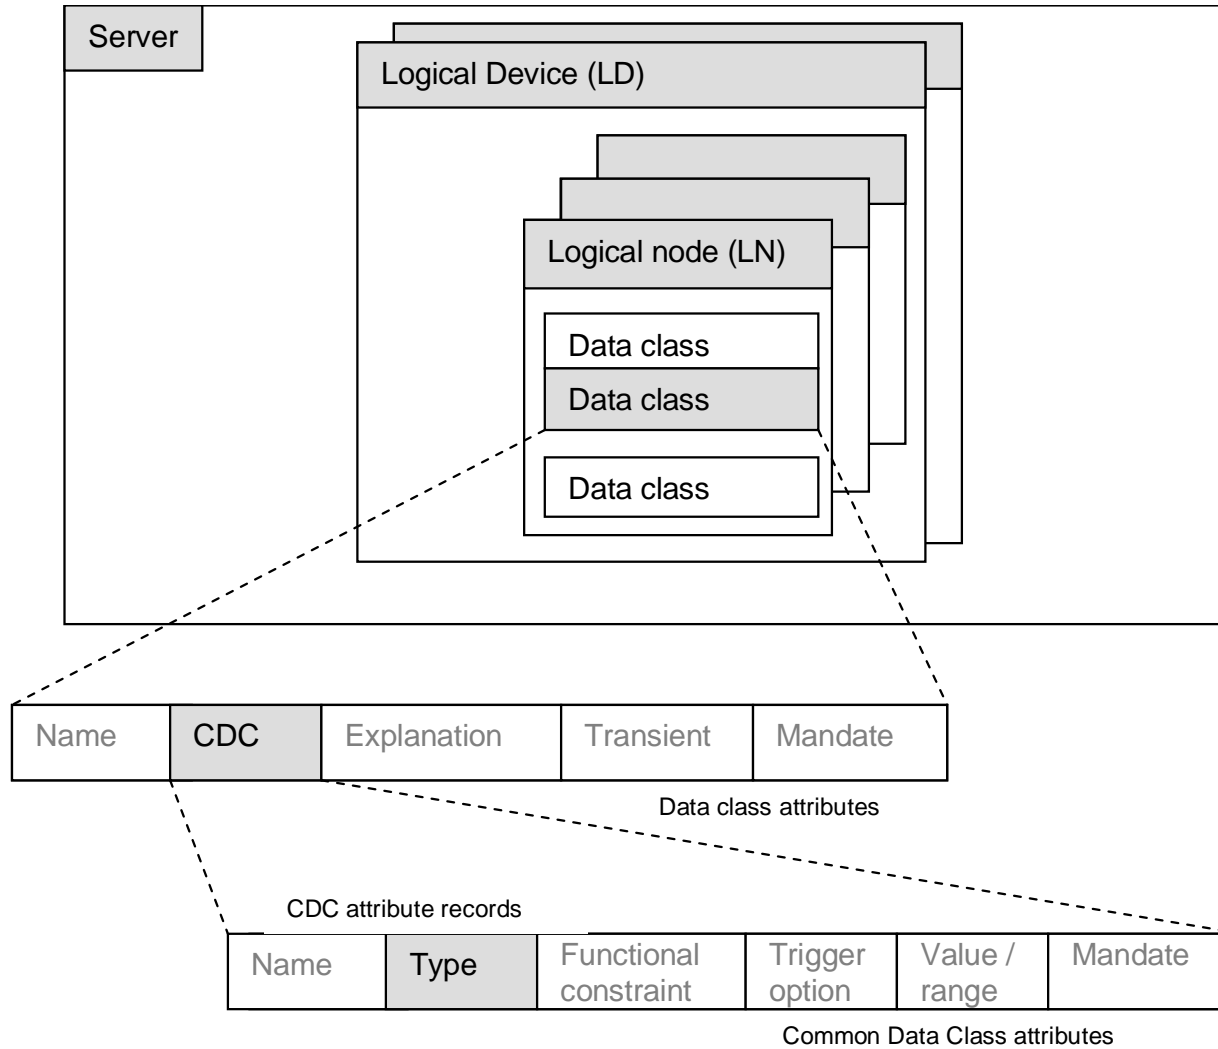 Server
Logical Device (LD)
Logical node (LN)
Data class
Data class
Data class
Name CDC Explanation Transient Mandate
Data class attributes
CDC attribute records
Name Type Functional constraint Trigger option Value / range Mandate
Common Data Class attributes